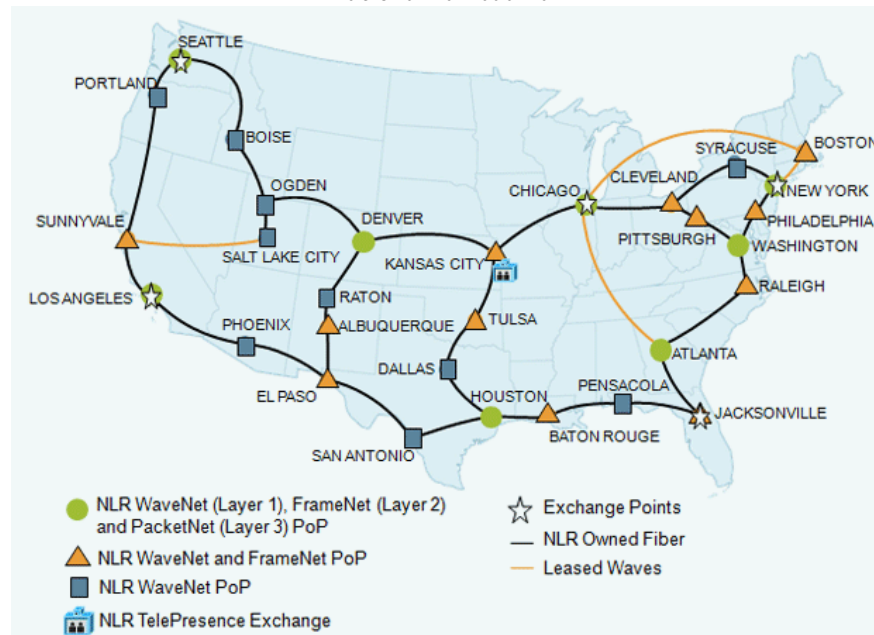 SEATTLE
PORTLAND
BOISE
OGDEN
SUNNYVALE
SALT LAKE CITY
DENVER
LOS ANGELES
PHOENIX
RATON
ALBUQUERQUE
EL PASO
KANSAS CITY
TULSA
DALLAS
HOUSTON
SAN ANTONIO
CHICAGO
CLEVELAND
SYRACUSE
BOSTON
NEW YORK
PHILADELPHIA
PITTSBURGH
WASHINGTON
RALEIGH
ATLANTA
PENSACOLA
JACKSONVILLE
BATON ROUGE
NLR WaveNet (Layer 1), FrameNet (Layer 2)
and PacketNet (Layer 3) PoP
NLR WaveNet and FrameNet PoP
NLR WaveNet PoP
NLR TelePresence Exchange
Exchange Points
NLR Owned Fiber
Leased Waves